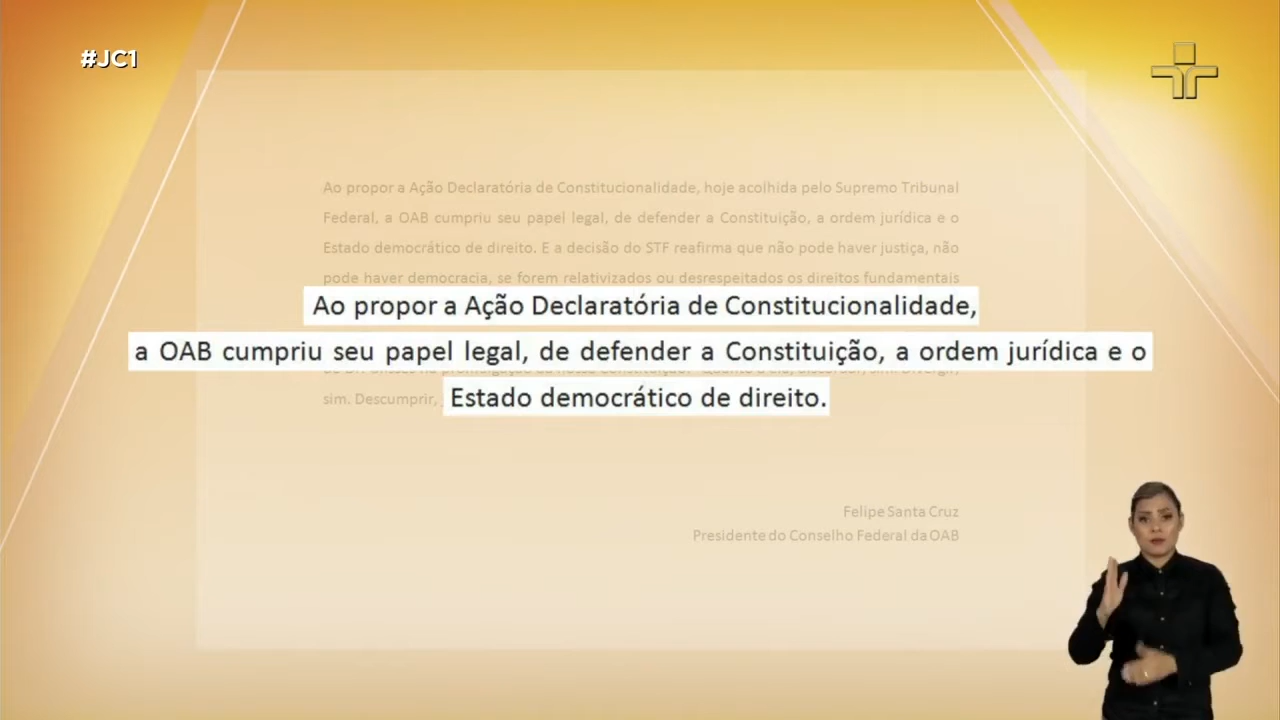 #JC1
Ao propor a Ação Declaratória de Constitucionalidade, hoje acolhida pelo Supremo Tribunal
Federal, a OAB cumpriu seu papel legal, de defender a Constituição, a ordem jurídica e o
Estado democrático de direito. E a decisão do STF reafirma que não pode haver justiça, não
pode haver democracia, se forem relativizados ou desrespeitados os direitos fundamentais
Ao propor a Ação Declaratória de Constitucionalidade,
a OAB cumpriu seu papel legal, de defender a Constituição, a ordem jurídica e o
Estado democrático de direito.
sim. Descumprir,
Felipe Santa Cruz
Presidente do Conselho Federal da OAB